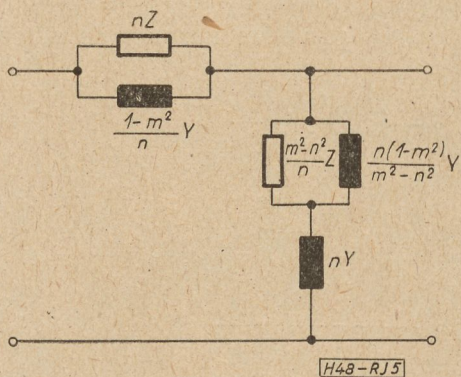 nZ
(1-m²)/n Y
(m²-n²)/n Z
n(1-m²)/(m²-n²) Y
nY
H48-RJ5